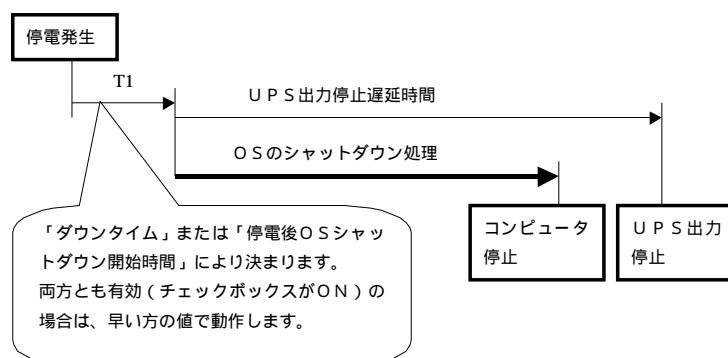 停電発生
T1
ＵＰＳ出力停止遅延時間
ＯＳのシャットダウン処理
「ダウンタイム」または「停電後ＯＳシャッ
トダウン開始時間」により決まります。
両方とも有効（チェックボックスがＯＮ）の
場合は、早い方の値で動作します。
コンピュータ
停止
ＵＰＳ出力
停止